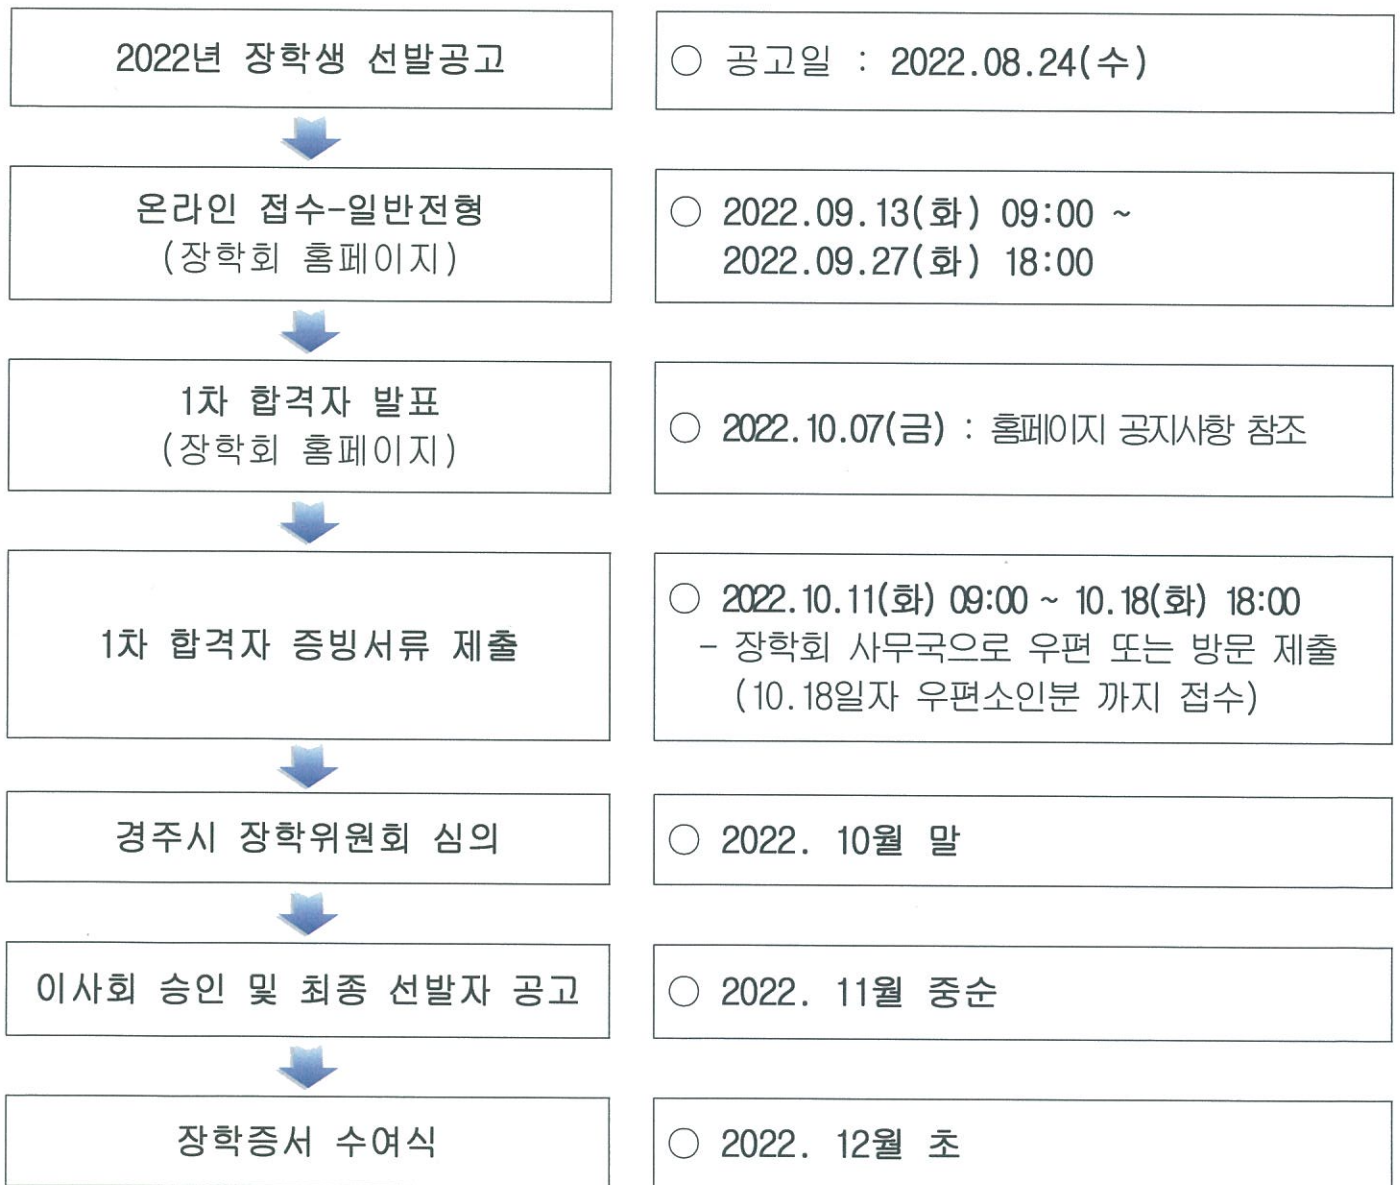 2022년 장학생 선발공고
○ 공고일 : 2022.08.24(수)
온라인 접수-일반전형
(장학회 홈페이지)
○ 2022.09.13(화) 09:00 ~
2022.09.27(화) 18:00
1차 합격자 발표
(장학회 홈페이지)
○ 2022.10.07(금) : 홈페이지 공지사항 참조
1차 합격자 증빙서류 제출
○ 2022.10.11(화) 09:00 ~ 10.18(화) 18:00
- 장학회 사무국으로 우편 또는 방문 제출
(10.18일자 우편소인분 까지 접수)
경주시 장학위원회 심의
○ 2022. 10월 말
이사회 승인 및 최종 선발자 공고
○ 2022. 11월 중순
장학증서 수여식
○ 2022. 12월 초